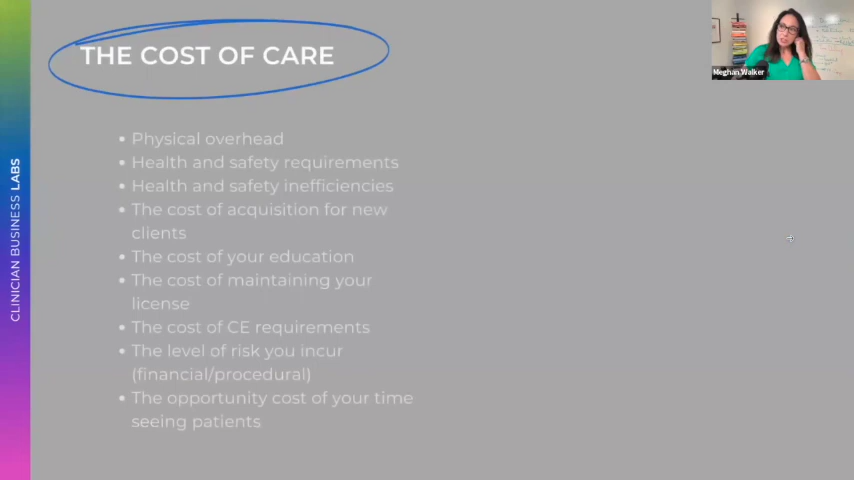 THE COST OF CARE
Meghan Walker
Physical overhead
Health and safety requirements
Health and safety inefficiencies
The cost of acquisition for new
clients
The cost of your education
The cost of maintaining your
license
The cost of CE requirements
The level of risk you incur
(financial/procedural)
The opportunity cost of your time
seeing patients
CLINICIAN BUSINESS LABS